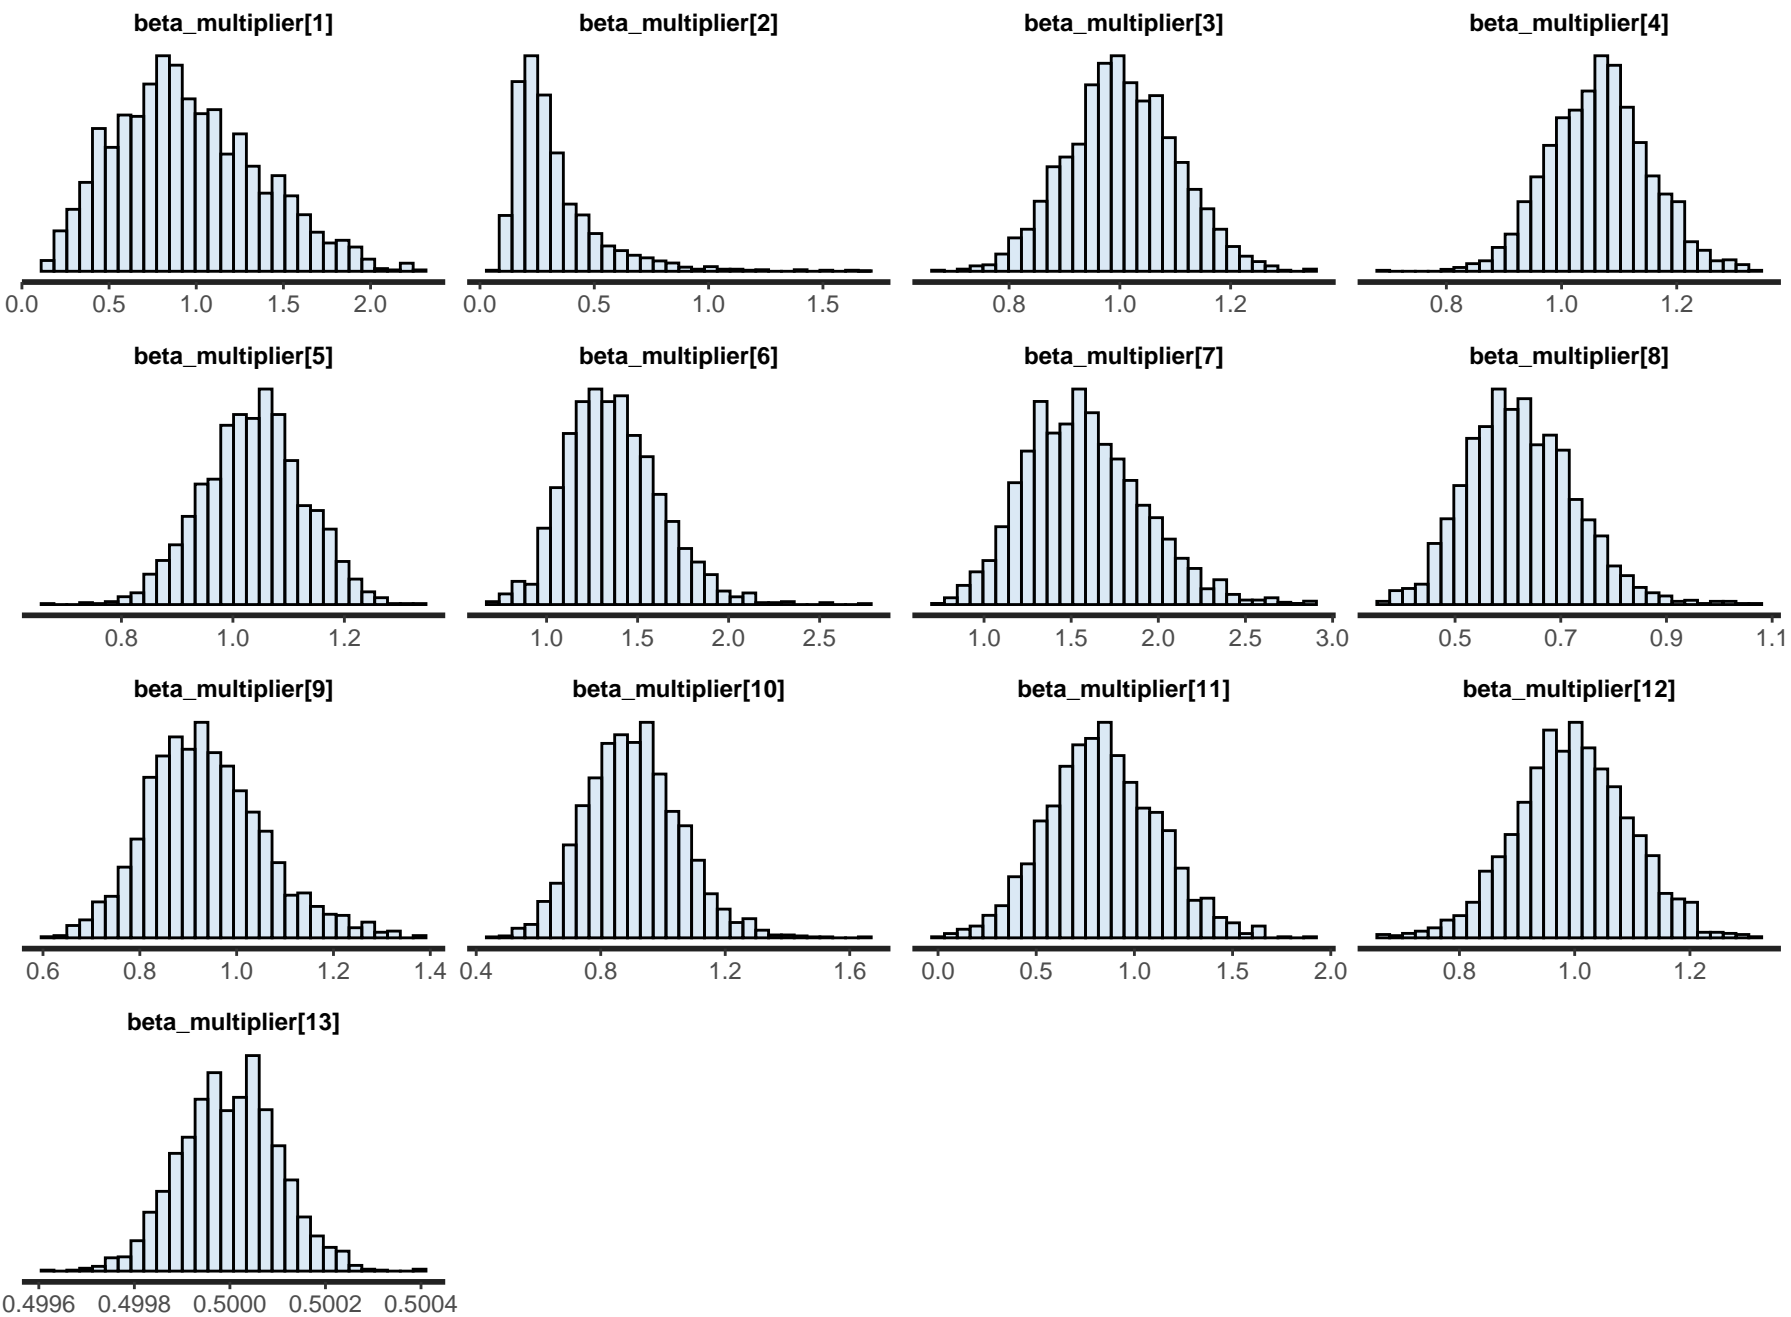 beta_multiplier[1] beta_multiplier[2] beta_multiplier[3] beta_multiplier[4]
0.0 0.5 1.0 1.5 2.0 0.0 0.5 1.0 1.5 0.8 1.0 1.2 0.8 1.0 1.2
beta_multiplier[5] beta_multiplier[6] beta_multiplier[7] beta_multiplier[8]
0.8 1.0 1.2 1.0 1.5 2.0 2.5 1.0 1.5 2.0 2.5 3.0 0.5 0.7 0.9 1.1
beta_multiplier[9] beta_multiplier[10] beta_multiplier[11] beta_multiplier[12]
0.6 0.8 1.0 1.2 1.4 0.4 0.8 1.2 1.6 0.0 0.5 1.0 1.5 2.0 0.8 1.0 1.2
beta_multiplier[13]
0.4996 0.4998 0.5000 0.5002 0.5004